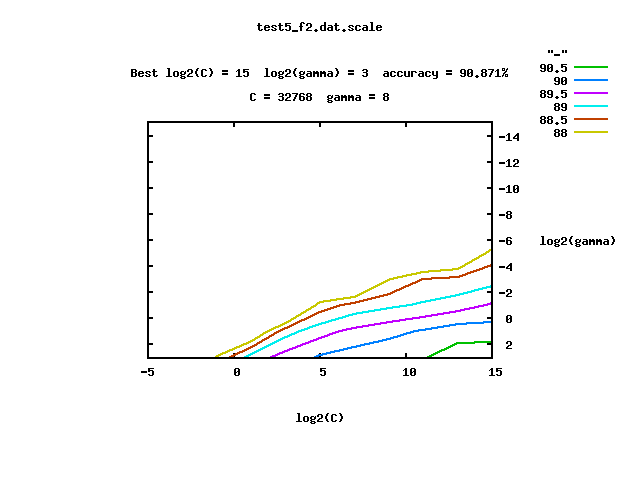 test5_f2.dat.scale
"-"
Best log2(C) = 15  log2(gamma) = 3  accuracy = 90.871%
C = 32768  gamma = 8
90.5
90
89.5
89
88.5
88
-14
-12
-10
-8
-6
-4
-2
0
2
log2(gamma)
-5 0 5 10 15
log2(C)